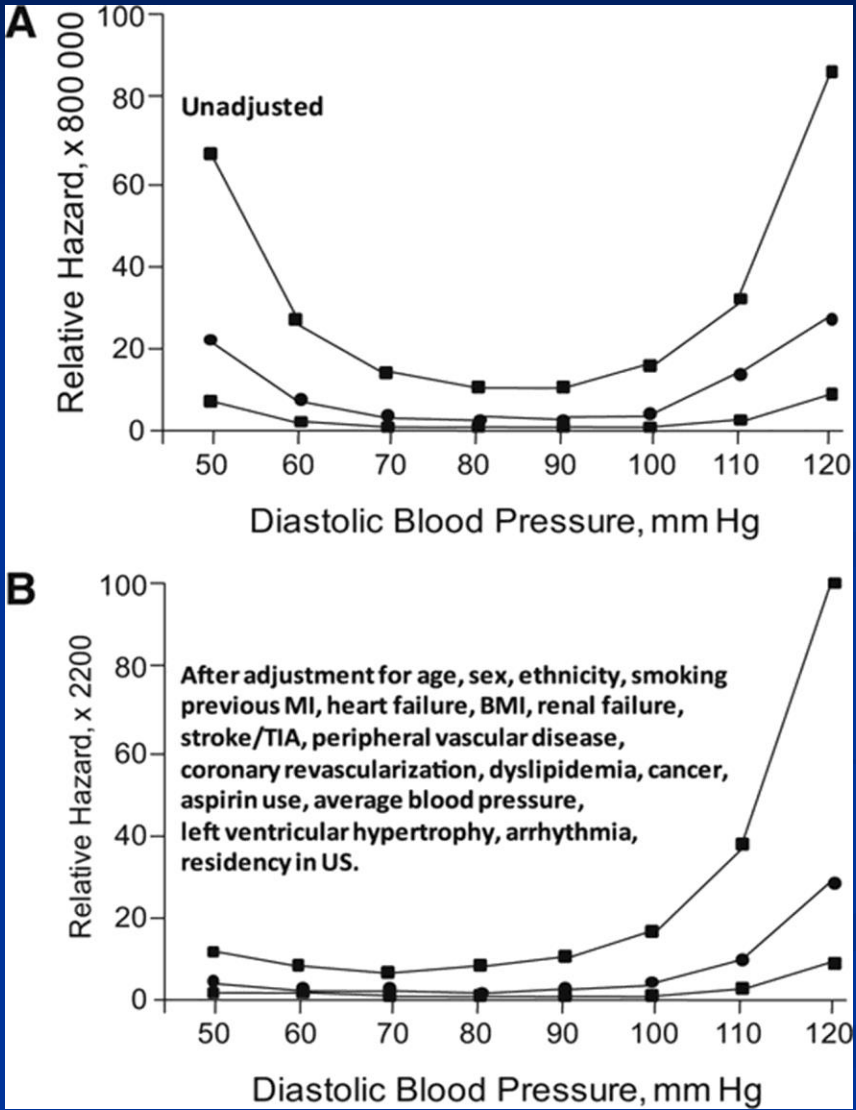 A
Relative Hazard, x 800 000
100
80
60
40
20
0
Unadjusted
50 60 70 80 90 100 110 120
Diastolic Blood Pressure, mm Hg
B
Relative Hazard, x 2200
100
80
60
40
20
0
After adjustment for age, sex, ethnicity, smoking
previous MI, heart failure, BMI, renal failure,
stroke/TIA, peripheral vascular disease,
coronary revascularization, dyslipidemia, cancer,
aspirin use, average blood pressure,
left ventricular hypertrophy, arrhythmia,
residency in US.
50 60 70 80 90 100 110 120
Diastolic Blood Pressure, mm Hg